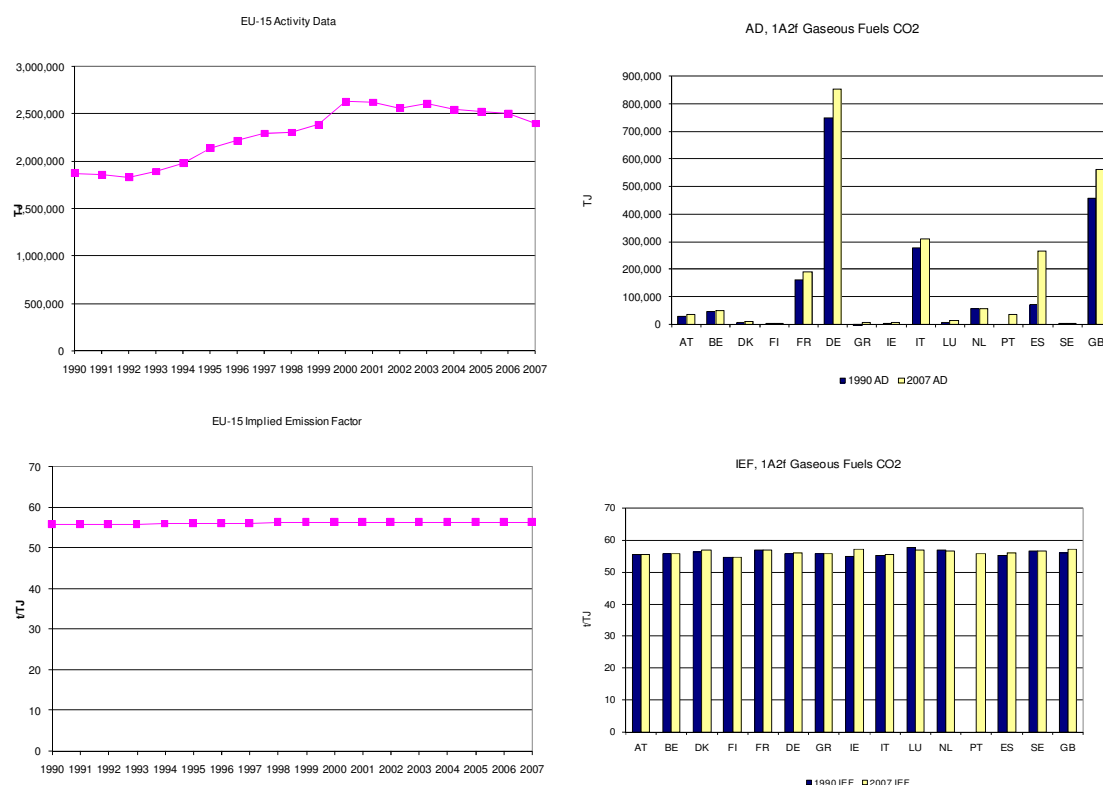 EU-15 Activity Data
3,000,000
2,500,000
2,000,000
1,500,000
1,000,000
500,000
0
TJ
1990 1991 1992 1993 1994 1995 1996 1997 1998 1999 2000 2001 2002 2003 2004 2005 2006 2007
AD, 1A2f Gaseous Fuels CO2
900,000
800,000
700,000
600,000
500,000
400,000
300,000
200,000
100,000
0
TJ
AT BE DK FI FR DE GR IE IT LU NL PT ES SE GB
1990 AD 2007 AD
EU-15 Implied Emission Factor
70
60
50
40
30
20
10
0
t/TJ
1990 1991 1992 1993 1994 1995 1996 1997 1998 1999 2000 2001 2002 2003 2004 2005 2006 2007
IEF, 1A2f Gaseous Fuels CO2
70
60
50
40
30
20
10
0
t/TJ
AT BE DK FI FR DE GR IE IT LU NL PT ES SE GB
1990 IEF 2007 IEF